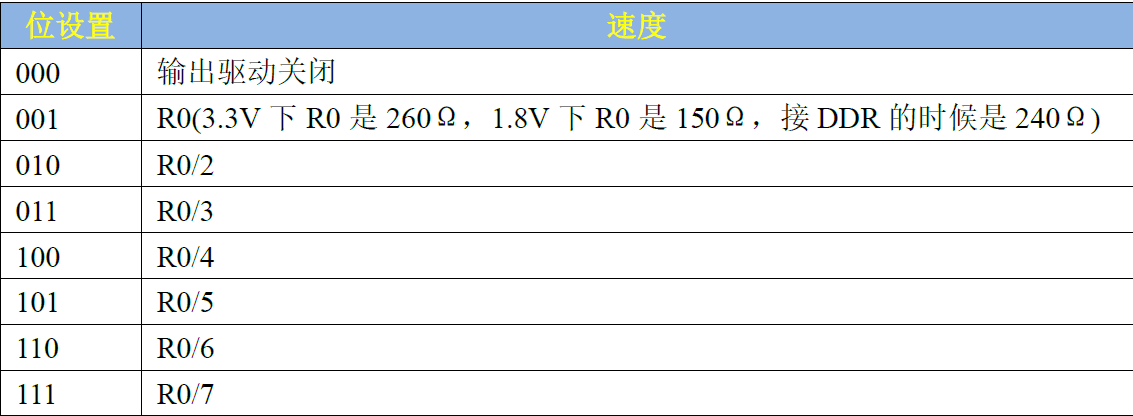 位设置 速度
000 输出驱动关闭
001 R0(3.3V 下 R0 是 260Ω，1.8V 下 R0 是 150Ω，接 DDR 的时候是 240Ω)
010 R0/2
011 R0/3
100 R0/4
101 R0/5
110 R0/6
111 R0/7